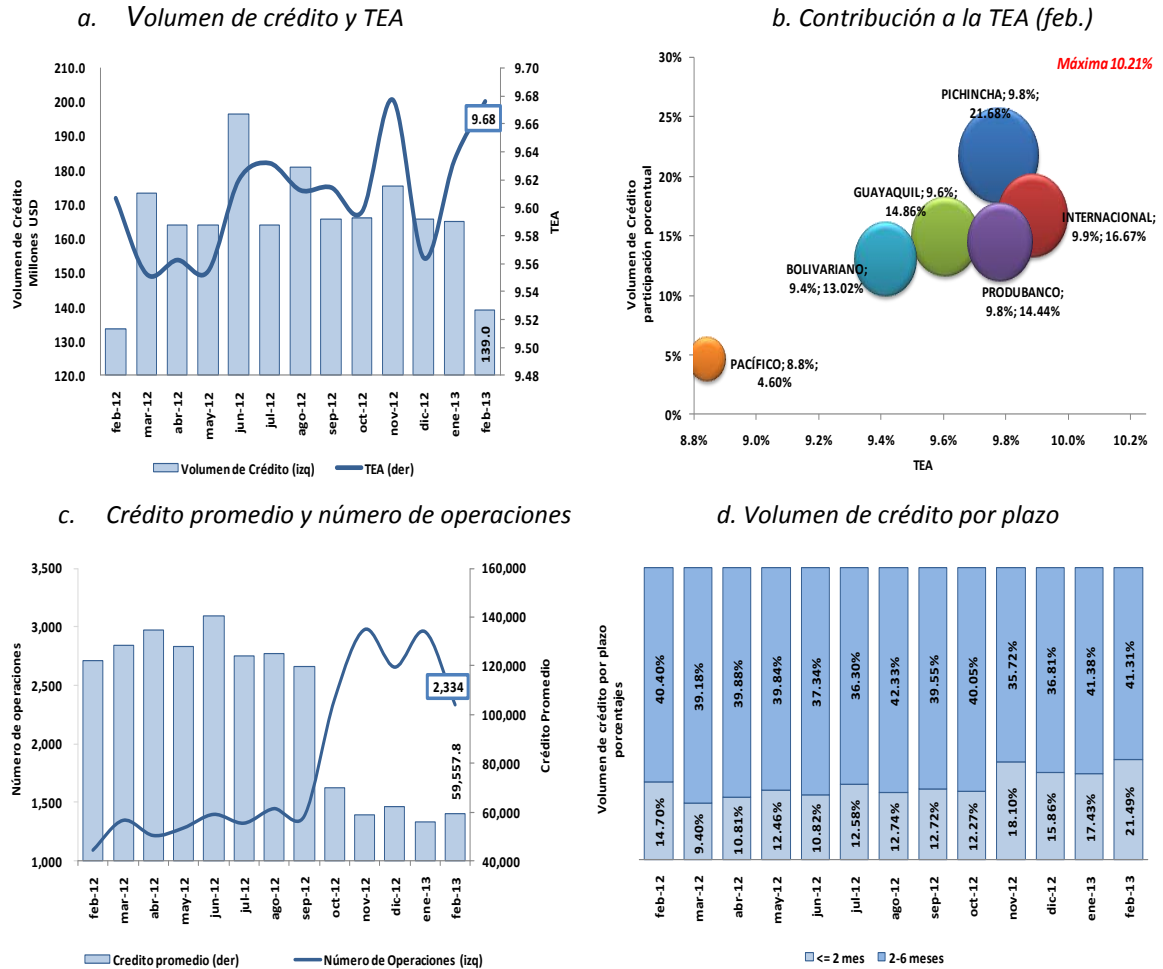 a. Volumen de crédito y TEA
Volumen de Crédito
Millones USD
210.0
200.0
190.0
180.0
170.0
160.0
150.0
140.0
130.0
120.0
9.70
9.68
9.66
9.64
9.62
9.60
9.58
9.56
9.54
9.52
9.50
9.48
TEA
9.68
139.0
feb-12
mar-12
abr-12
may-12
jun-12
jul-12
ago-12
sep-12
oct-12
nov-12
dic-12
ene-13
feb-13
Volumen de Crédito (izq)
TEA (der)
b. Contribución a la TEA (feb.)
Máxima 10.21%
Volumen de Crédito
participación porcentual
30%
25%
20%
15%
10%
5%
0%
PICHINCHA; 9.8%;
21.68%
GUAYAQUIL; 9.6%;
14.86%
INTERNACIONAL;
9.9%; 16.67%
BOLIVARIANO;
9.4%; 13.02%
PRODUBANCO;
9.8%; 14.44%
PACÍFICO; 8.8%;
4.60%
8.8%
9.0%
9.2%
9.4%
9.6%
9.8%
10.0%
10.2%
TEA
c. Crédito promedio y número de operaciones
Número de operaciones
3,500
3,000
2,500
2,000
1,500
1,000
160,000
140,000
120,000
100,000
80,000
60,000
40,000
Crédito Promedio
2,334
59,557.8
feb-12
mar-12
abr-12
may-12
jun-12
jul-12
ago-12
sep-12
oct-12
nov-12
dic-12
ene-13
feb-13
Credito promedio (der)
Número de Operaciones (izq)
d. Volumen de crédito por plazo
Volumen de crédito por plazo
porcentajes
40.40%
39.18%
39.88%
39.84%
37.34%
36.30%
42.33%
39.55%
40.05%
35.72%
36.81%
41.38%
41.31%
14.70%
9.40%
10.81%
12.46%
10.82%
12.58%
12.74%
12.72%
12.27%
18.10%
15.86%
17.43%
21.49%
feb-12
mar-12
abr-12
may-12
jun-12
jul-12
ago-12
sep-12
oct-12
nov-12
dic-12
ene-13
feb-13
<= 2 mes
2-6 meses